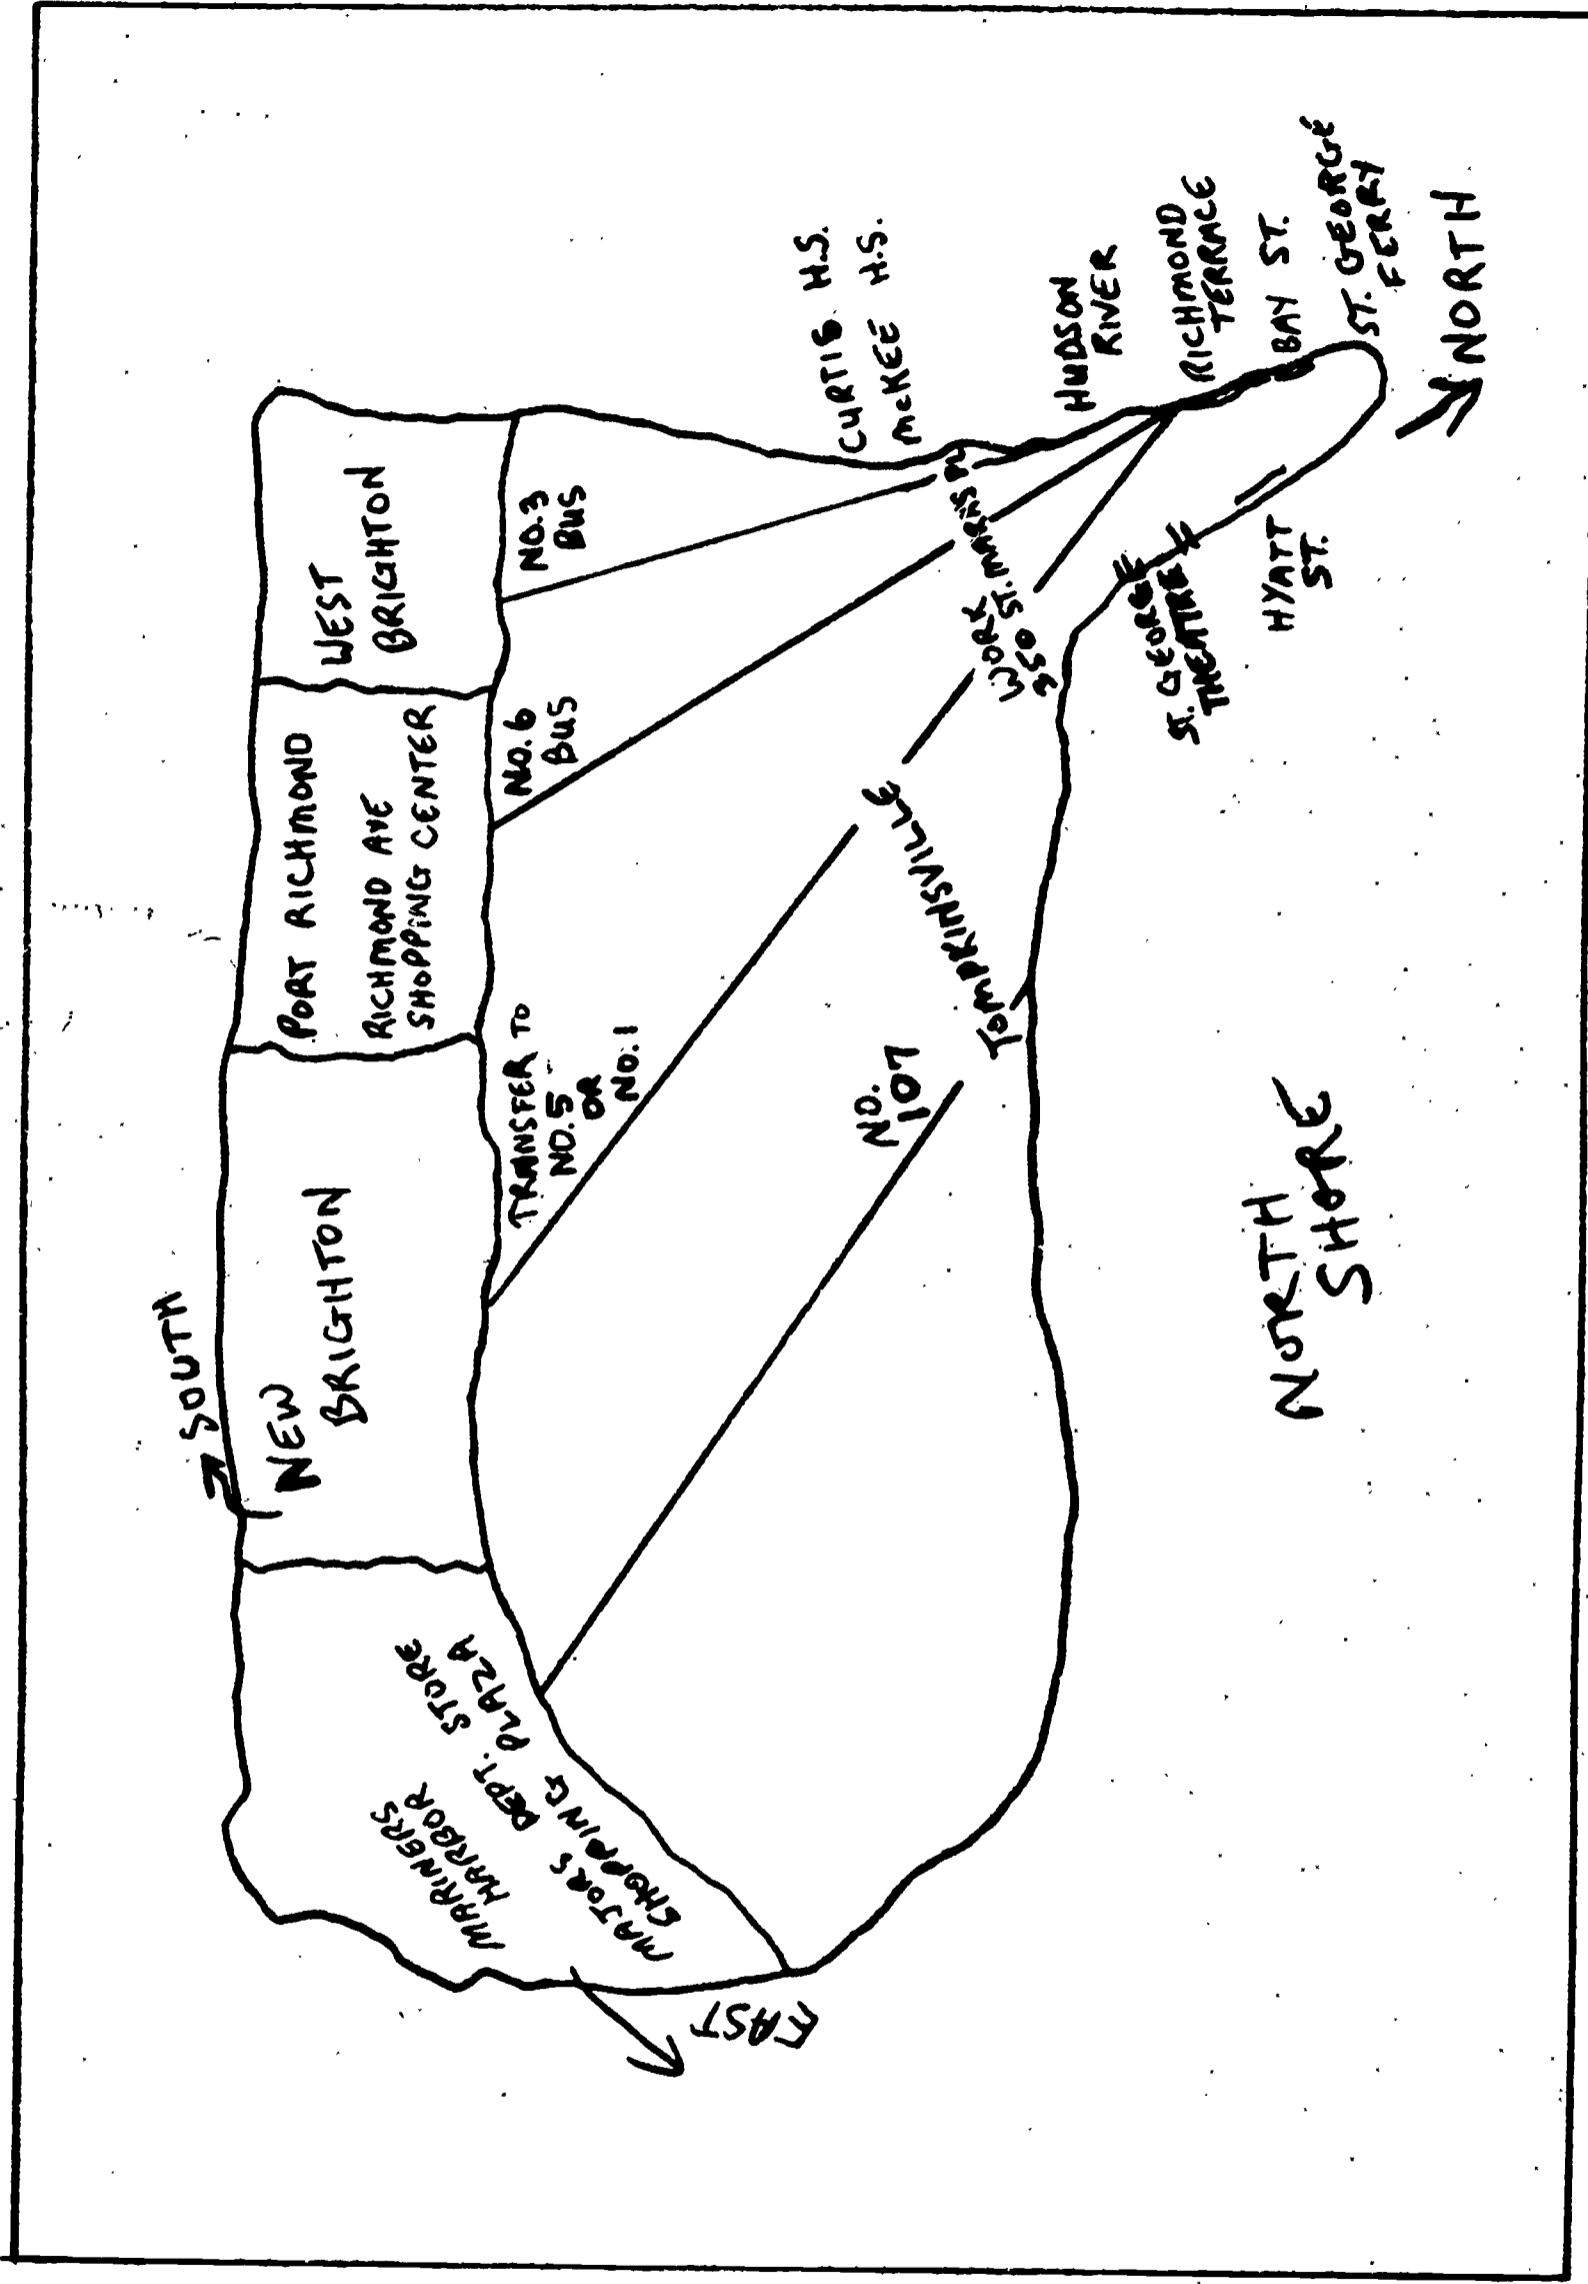 SOUTH
NEW
BRIGHTON
PORT RICHMOND
RICHMOND AVE
SHOPPING CENTER
WEST
BRIGHTON
MARINERS
HARBOR
MAJORS DEPT. STORE
SHOPPING PLAZA
EAST
TRANSFER TO
NO.5
OR
NO.1
NO.6
BUS
NO.3
BUS
NO.
107
TOMPKINSVILLE
WORK
350 ST. MARKS PL
CURTIS H.S.
McKEE H.S.
HUDSON
RIVER
RICHMOND
TERRACE
BAY ST.
ST. GEORGE
FERRY
NORTH
ST. GEORGE
THEATRE
HYATT
ST.
NORTH
SHORE